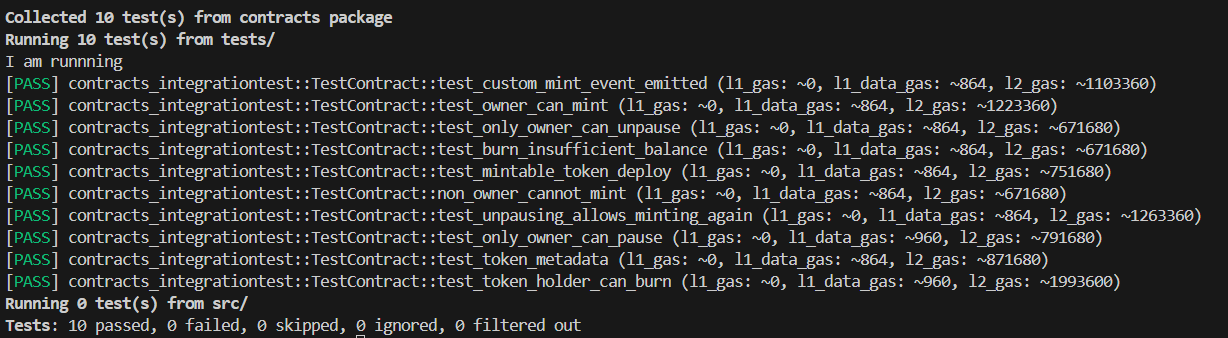 Collected 10 test(s) from contracts package
Running 10 test(s) from tests/
I am runnning
[PASS] contracts_integrationtest::TestContract::test_custom_mint_event_emitted (l1_gas: ~0, l1_data_gas: ~864, l2_gas: ~1103360)
[PASS] contracts_integrationtest::TestContract::test_owner_can_mint (l1_gas: ~0, l1_data_gas: ~864, l2_gas: ~1223360)
[PASS] contracts_integrationtest::TestContract::test_only_owner_can_unpause (l1_gas: ~0, l1_data_gas: ~864, l2_gas: ~671680)
[PASS] contracts_integrationtest::TestContract::test_burn_insufficient_balance (l1_gas: ~0, l1_data_gas: ~864, l2_gas: ~671680)
[PASS] contracts_integrationtest::TestContract::test_mintable_token_deploy (l1_gas: ~0, l1_data_gas: ~864, l2_gas: ~751680)
[PASS] contracts_integrationtest::TestContract::non_owner_cannot_mint (l1_gas: ~0, l1_data_gas: ~864, l2_gas: ~671680)
[PASS] contracts_integrationtest::TestContract::test_unpausing_allows_minting_again (l1_gas: ~0, l1_data_gas: ~864, l2_gas: ~1263360)
[PASS] contracts_integrationtest::TestContract::test_only_owner_can_pause (l1_gas: ~0, l1_data_gas: ~960, l2_gas: ~791680)
[PASS] contracts_integrationtest::TestContract::test_token_metadata (l1_gas: ~0, l1_data_gas: ~864, l2_gas: ~871680)
[PASS] contracts_integrationtest::TestContract::test_token_holder_can_burn (l1_gas: ~0, l1_data_gas: ~960, l2_gas: ~1993600)
Running 0 test(s) from src/
Tests: 10 passed, 0 failed, 0 skipped, 0 ignored, 0 filtered out